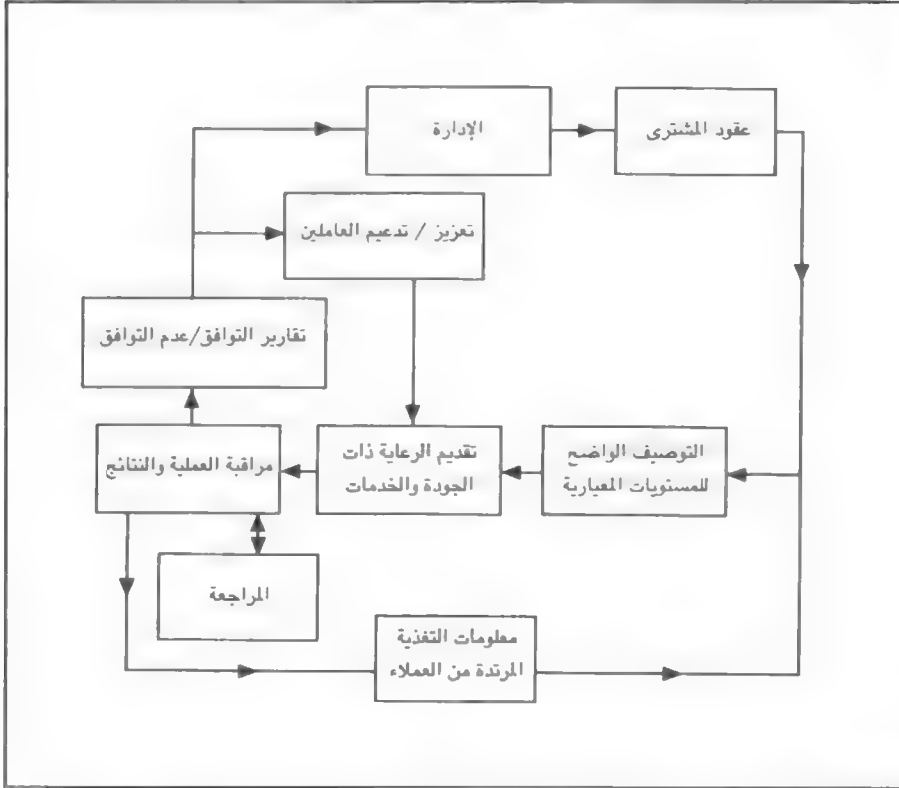 الإدارة
عقود المشترى
تعزيز / تدعيم العاملين
تقارير التوافق/عدم التوافق
التوصيف الواضح
للمستويات المعيارية
تقديم الرعاية ذات
الجودة والخدمات
مراقبة العملية والنتائج
المراجعة
معلومات التغذية
المرتدة من العملاء